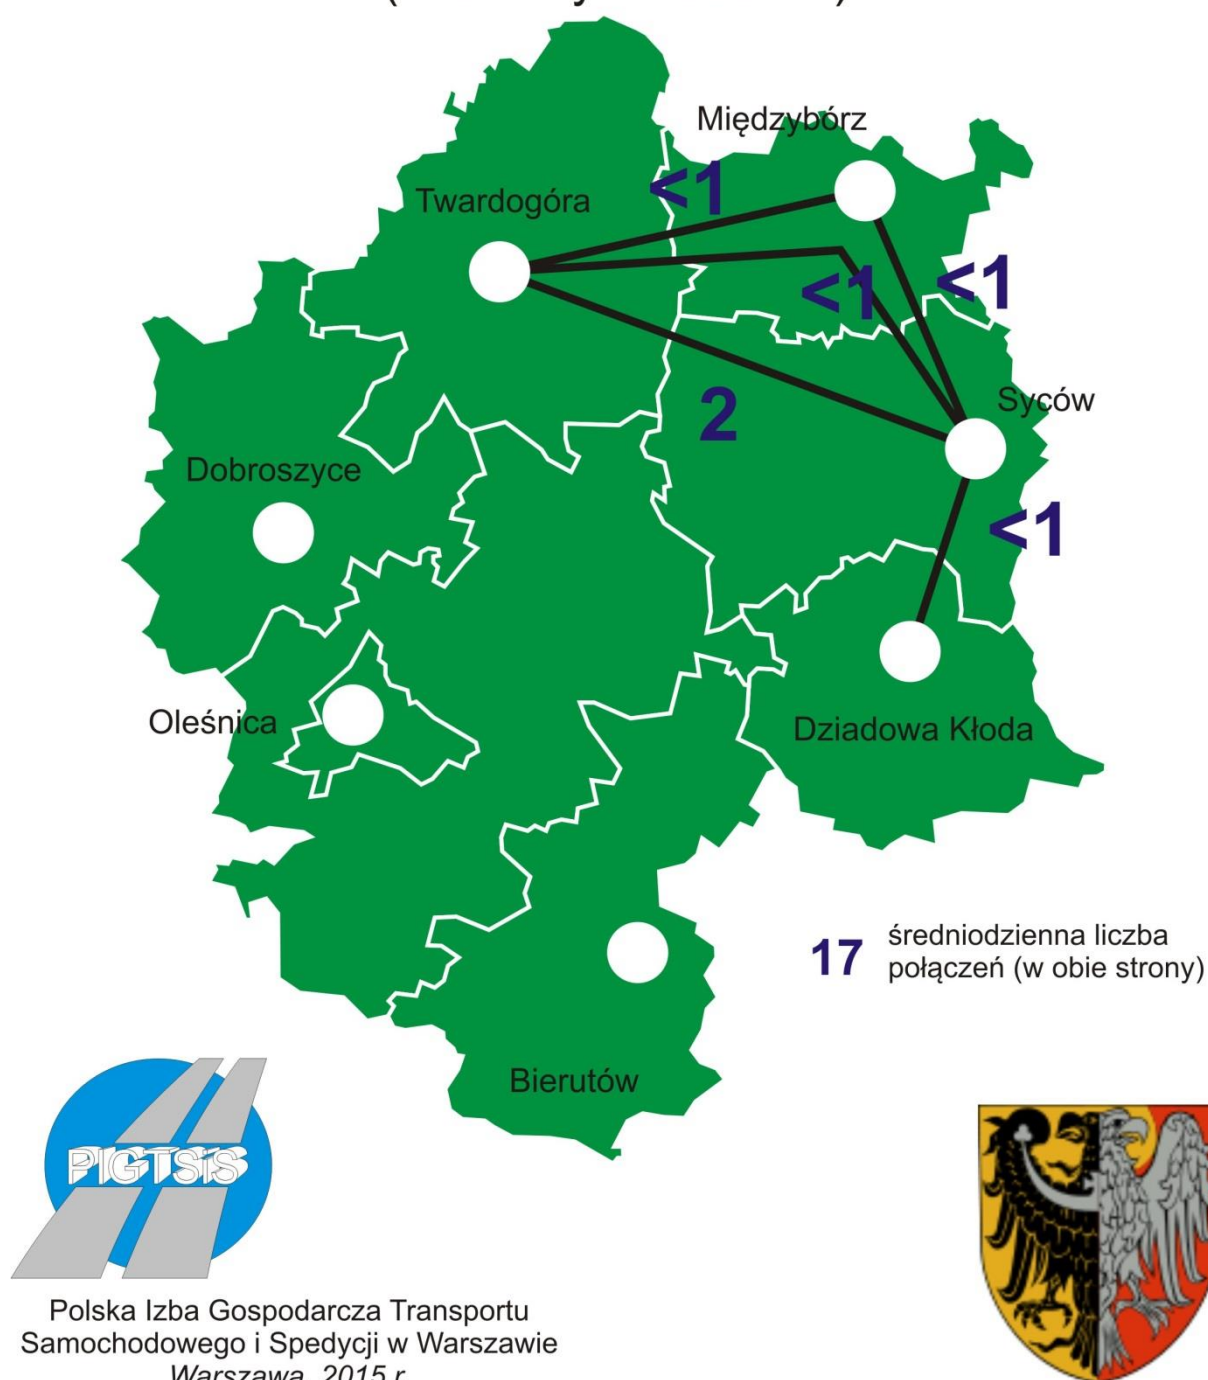 Międzybórz
<1
Twardogóra
<1
<1
2
Syców
<1
Dobroszyce
Oleśnica
Dziadowa Kłoda
17 średniodzienna liczba
połączeń (w obie strony)
Bierutów
PIGTSiS
Polska Izba Gospodarcza Transportu
Samochodowego i Spedycji w Warszawie
Warszawa, 2015 r.